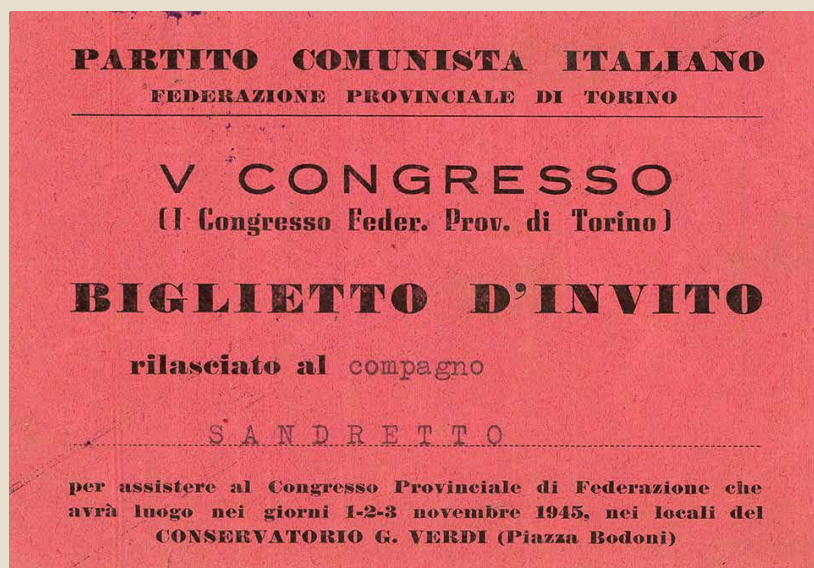 PARTITO COMUNISTA ITALIANO
FEDERAZIONE PROVINCIALE DI TORINO
V CONGRESSO
(I Congresso Feder. Prov. di Torino)
BIGLIETTO D'INVITO
rilasciato al compagno
SANDRETTO
per assistere al Congresso Provinciale di Federazione che
avrà luogo nei giorni 1-2-3 novembre 1945, nei locali del
CONSERVATORIO G. VERDI (Piazza Bodoni)